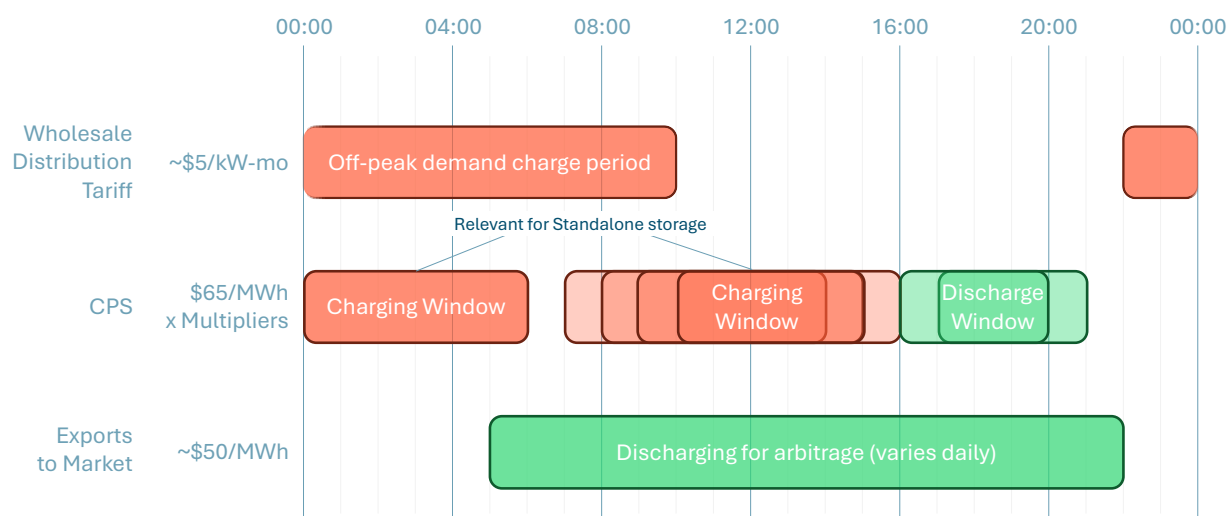 00:00
04:00
08:00
12:00
16:00
20:00
00:00
Wholesale
Distribution
Tariff
~$5/kW-mo
Off-peak demand charge period
Relevant for Standalone storage
CPS
$65/MWh
x Multipliers
Charging Window
Charging
Window
Discharge
Window
Exports
to Market
~$50/MWh
Discharging for arbitrage (varies daily)